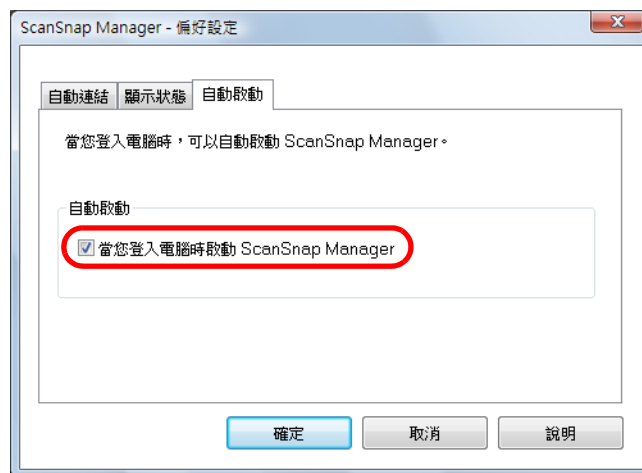 ScanSnap Manager - 偏好設定
自動連結 顯示狀態 自動啟動
當您登入電腦時，可以自動啟動 ScanSnap Manager。
自動啟動
當您登入電腦時啟動 ScanSnap Manager
確定 取消 說明